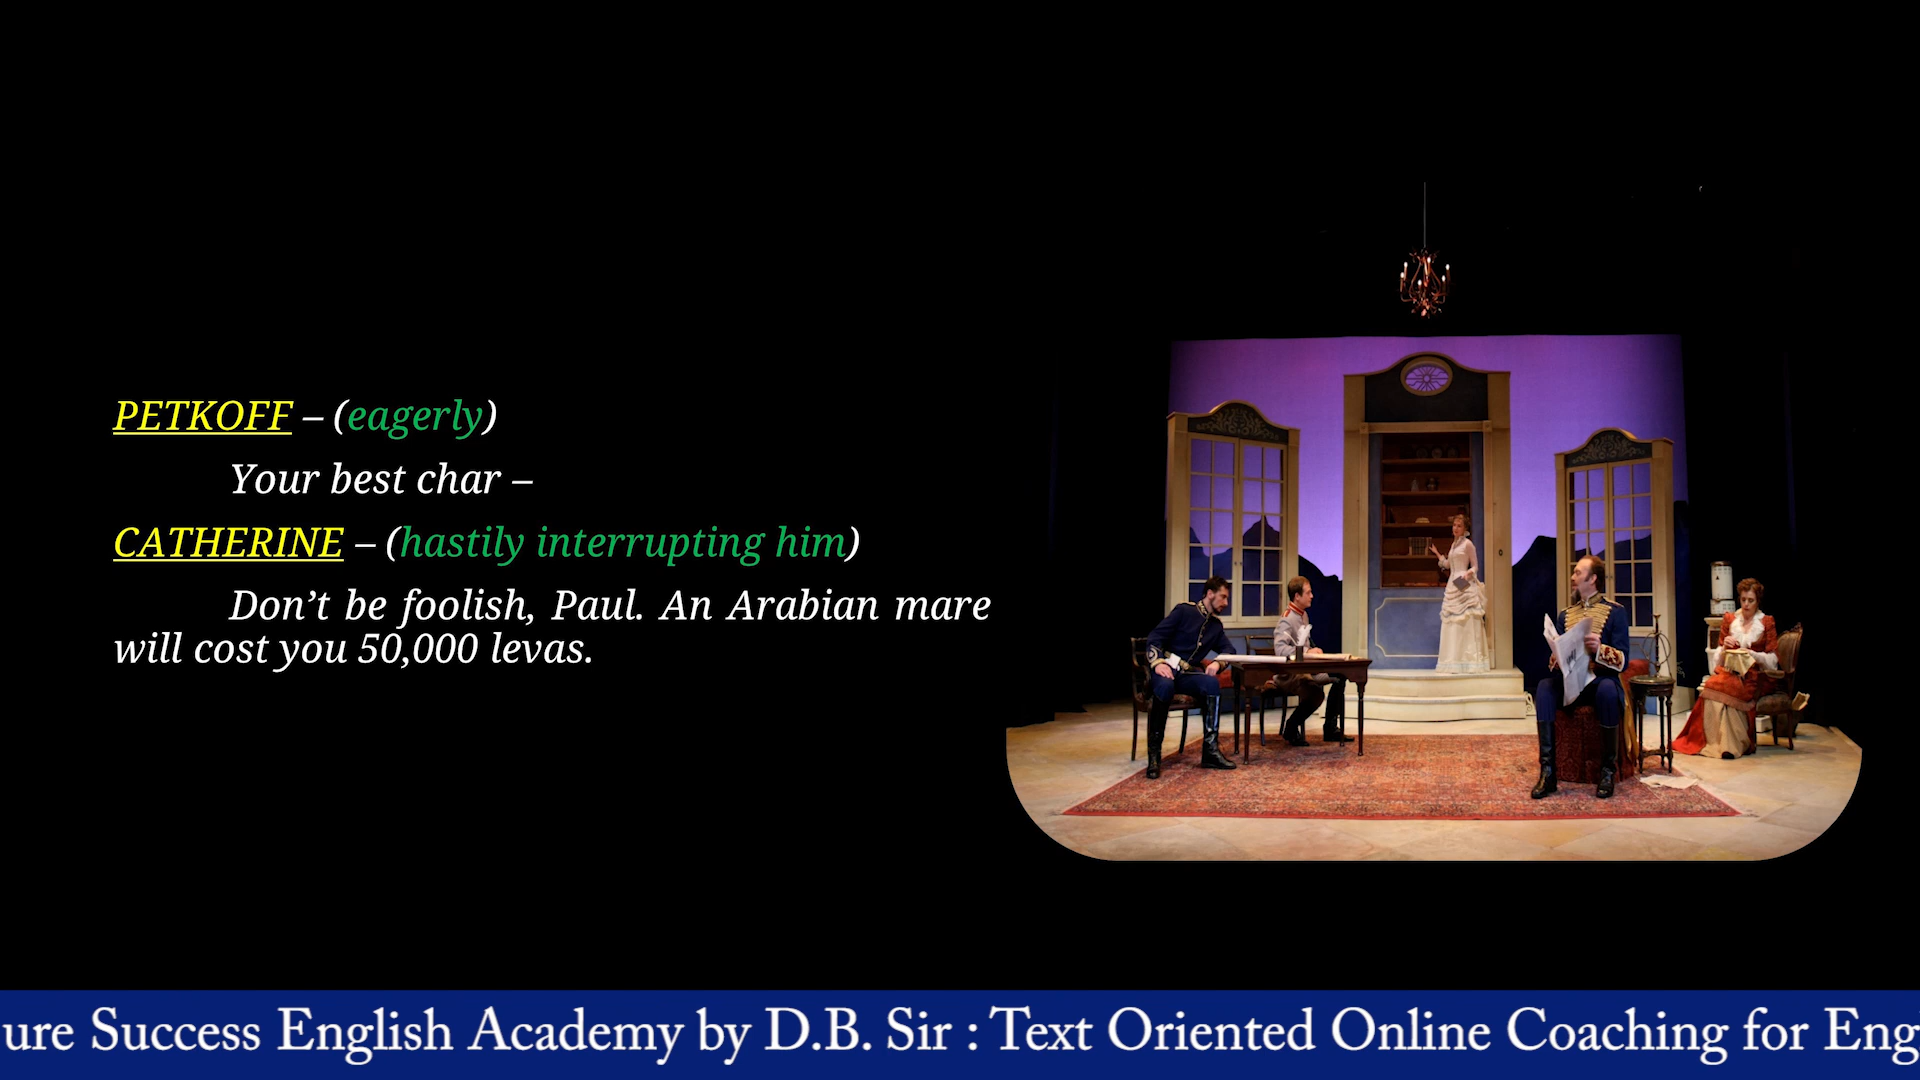 PETKOFF – (eagerly)
Your best char –
CATHERINE – (hastily interrupting him)
Don’t be foolish, Paul. An Arabian mare
will cost you 50,000 levas.
ure Success English Academy by D.B. Sir : Text Oriented Online Coaching for Eng